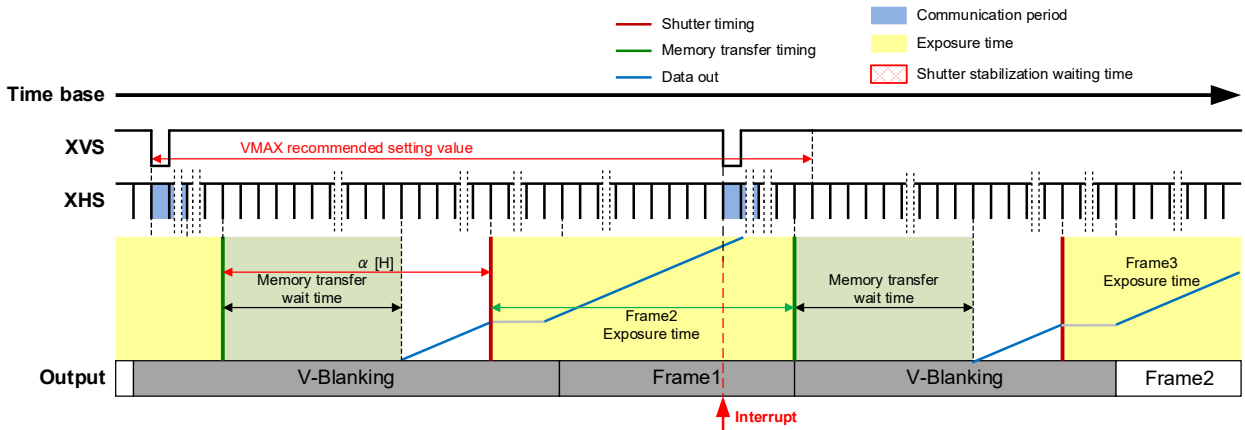 Shutter timing
Memory transfer timing
Data out
Communication period
Exposure time
Shutter stabilization waiting time
Time base
XVS
VMAX recommended setting value
XHS
α [H]
Memory transfer
wait time
Frame2
Exposure time
Memory transfer
wait time
Frame3
Exposure time
Output
V-Blanking
Frame1
V-Blanking
Frame2
Interrupt